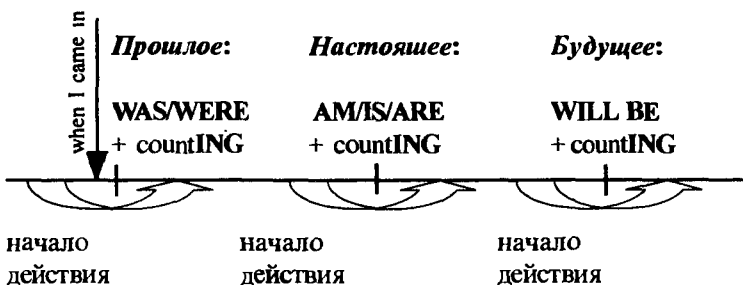 when I came in
Прошлое: Настояшее: Будущее:
WAS/WERE AM/IS/ARE WILL BE
+ countING + countING + countING
начало начало начало
действия действия действия